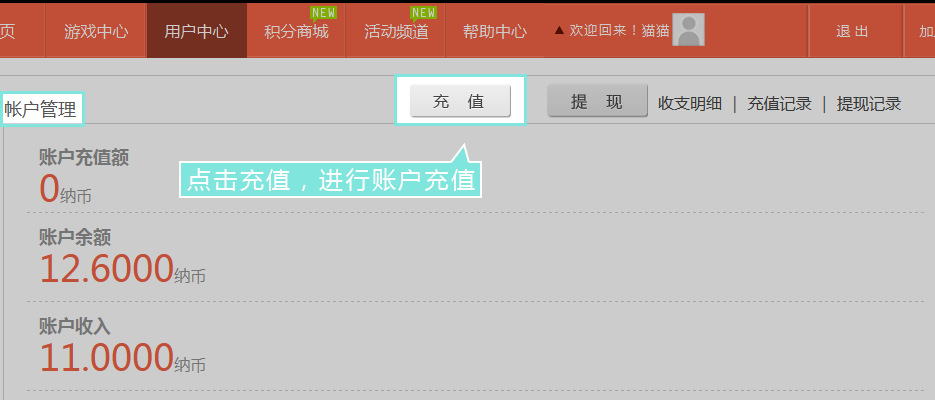 NEW NEW
页 游戏中心 用户中心 积分商城 活动频道 帮助中心 ▲ 欢迎回来！猫猫 退 出 加
帐户管理 充 值 提 现 收支明细 | 充值记录 | 提现记录
账户充值额
点击充值，进行账户充值
0纳币
账户余额
12.6000纳币
账户收入
11.0000纳币